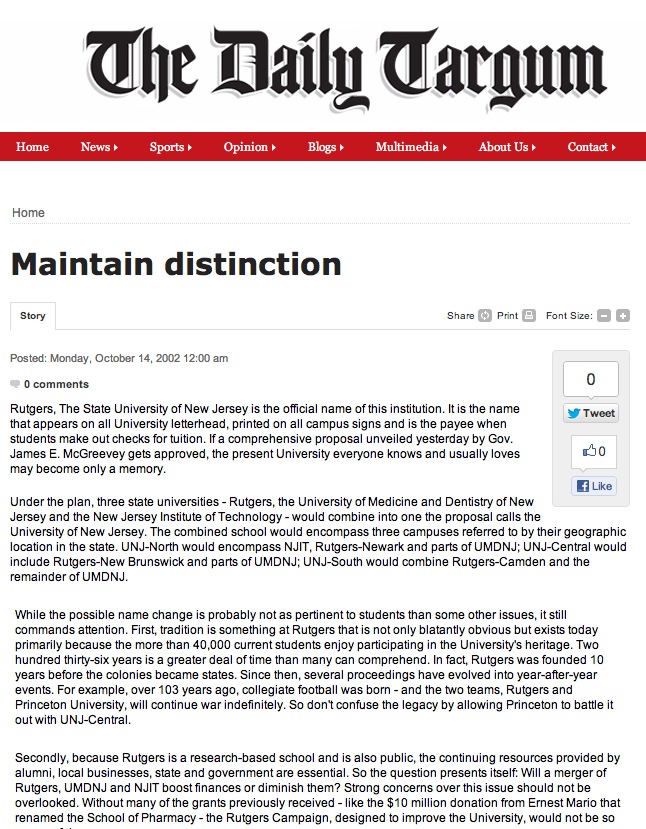 The Daily Targum
Home News Sports Opinion Blogs Multimedia About Us Contact
Home
Maintain distinction
Story
Share Print Font Size:
Posted: Monday, October 14, 2002 12:00 am
0 comments
0
Tweet
0
Like
Rutgers, The State University of New Jersey is the official name of this institution. It is the name
that appears on all University letterhead, printed on all campus signs and is the payee when
students make out checks for tuition. If a comprehensive proposal unveiled yesterday by Gov.
James E. McGreevey gets approved, the present University everyone knows and usually loves
may become only a memory.
Under the plan, three state universities - Rutgers, the University of Medicine and Dentistry of New
Jersey and the New Jersey Institute of Technology - would combine into one the proposal calls the
University of New Jersey. The combined school would encompass three campuses referred to by their geographic
location in the state. UNJ-North would encompass NJIT, Rutgers-Newark and parts of UMDNJ; UNJ-Central would
include Rutgers-New Brunswick and parts of UMDNJ; UNJ-South would combine Rutgers-Camden and the
remainder of UMDNJ.
While the possible name change is probably not as pertinent to students than some other issues, it still
commands attention. First, tradition is something at Rutgers that is not only blatantly obvious but exists today
primarily because the more than 40,000 current students enjoy participating in the University's heritage. Two
hundred thirty-six years is a greater deal of time than many can comprehend. In fact, Rutgers was founded 10
years before the colonies became states. Since then, several proceedings have evolved into year-after-year
events. For example, over 103 years ago, collegiate football was born - and the two teams, Rutgers and
Princeton University, will continue war indefinitely. So don't confuse the legacy by allowing Princeton to battle it
out with UNJ-Central.
Secondly, because Rutgers is a research-based school and is also public, the continuing resources provided by
alumni, local businesses, state and government are essential. So the question presents itself: Will a merger of
Rutgers, UMDNJ and NJIT boost finances or diminish them? Strong concerns over this issue should not be
overlooked. Without many of the grants previously received - like the $10 million donation from Ernest Mario that
renamed the School of Pharmacy - the Rutgers Campaign, designed to improve the University, would not be so